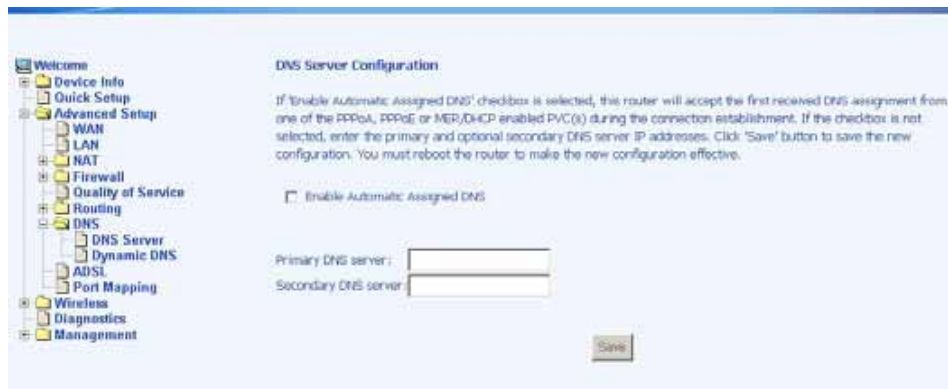 Welcome
Device Info
Quick Setup
Advanced Setup
WAN
LAN
NAT
Firewall
Quality of Service
Routing
DNS
DNS Server
Dynamic DNS
ADSL
Port Mapping
Wireless
Diagnostics
Management
DNS Server Configuration
If 'Enable Automatic Assigned DNS' checkbox is selected, this router will accept the first received DNS assignment from
one of the PPPoA, PPPoE or MER/DHCP enabled PVC(s) during the connection establishment. If the checkbox is not
selected, enter the primary and optional secondary DNS server IP addresses. Click 'Save' button to save the new
configuration. You must reboot the router to make the new configuration effective.
Enable Automatic Assigned DNS
Primary DNS server:
Secondary DNS server:
Save